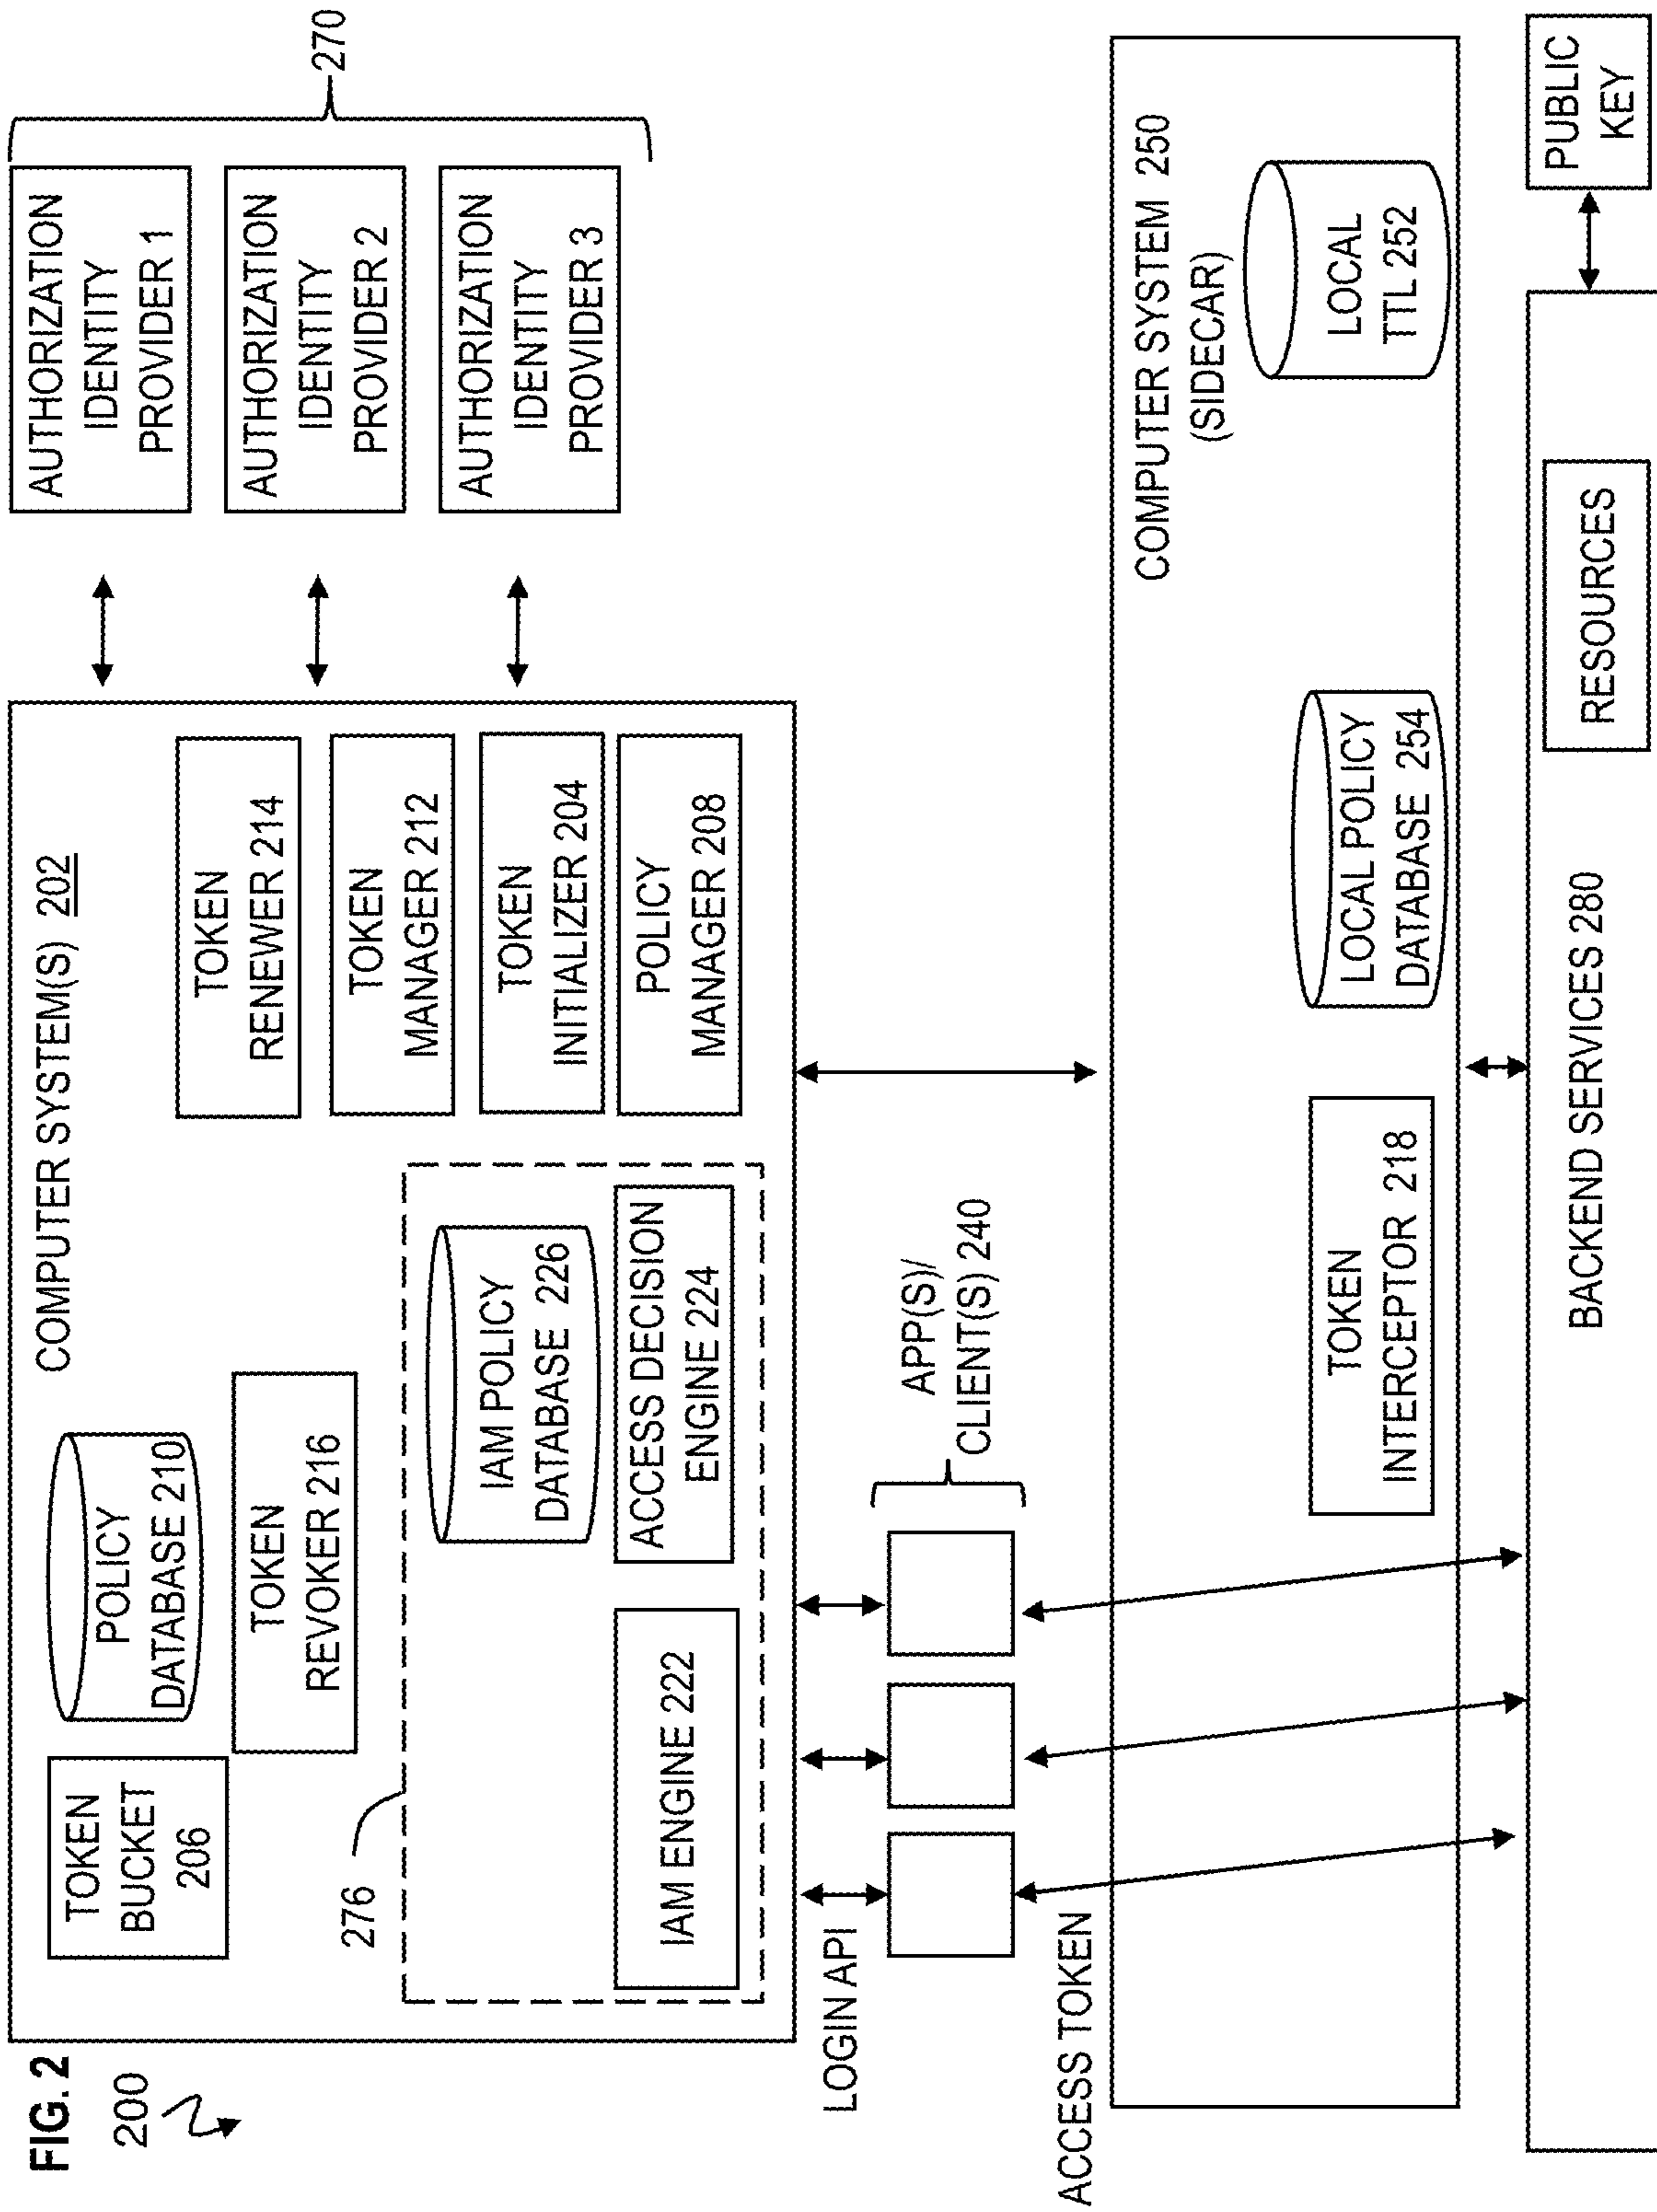 FIG. 2
200
COMPUTER SYSTEM(S) 202
TOKEN
BUCKET
206
POLICY
DATABASE 210
TOKEN
REVOKER 216
TOKEN
RENEWER 214
TOKEN
MANAGER 212
TOKEN
INITIALIZER 204
POLICY
MANAGER 208
276
IAM POLICY
DATABASE 226
IAM ENGINE 222
ACCESS DECISION
ENGINE 224
AUTHORIZATION
IDENTITY
PROVIDER 1
AUTHORIZATION
IDENTITY
PROVIDER 2
AUTHORIZATION
IDENTITY
PROVIDER 3
270
LOGIN API
APP(S)/
CLIENT(S) 240
ACCESS TOKEN
COMPUTER SYSTEM 250
(SIDECAR)
TOKEN
INTERCEPTOR 218
LOCAL POLICY
DATABASE 254
LOCAL
TTL 252
BACKEND SERVICES 280
RESOURCES
PUBLIC
KEY